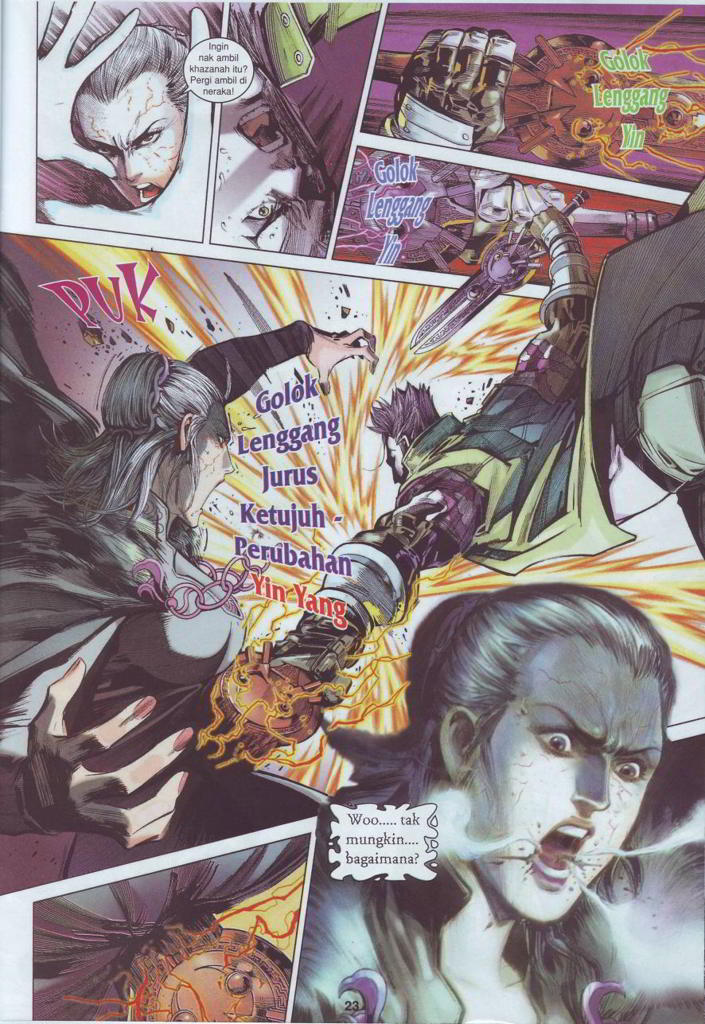 Ingin
nak ambil
khazanah itu?
Pergi ambil di
neraka!
Golok
Lenggang
Yin
Golok
Lenggang
Yin
PUK
Golok
Lenggang
Jurus
Ketujuh -
Perubahan
Yin Yang
Woo..... tak
mungkin....
bagaimana?
23